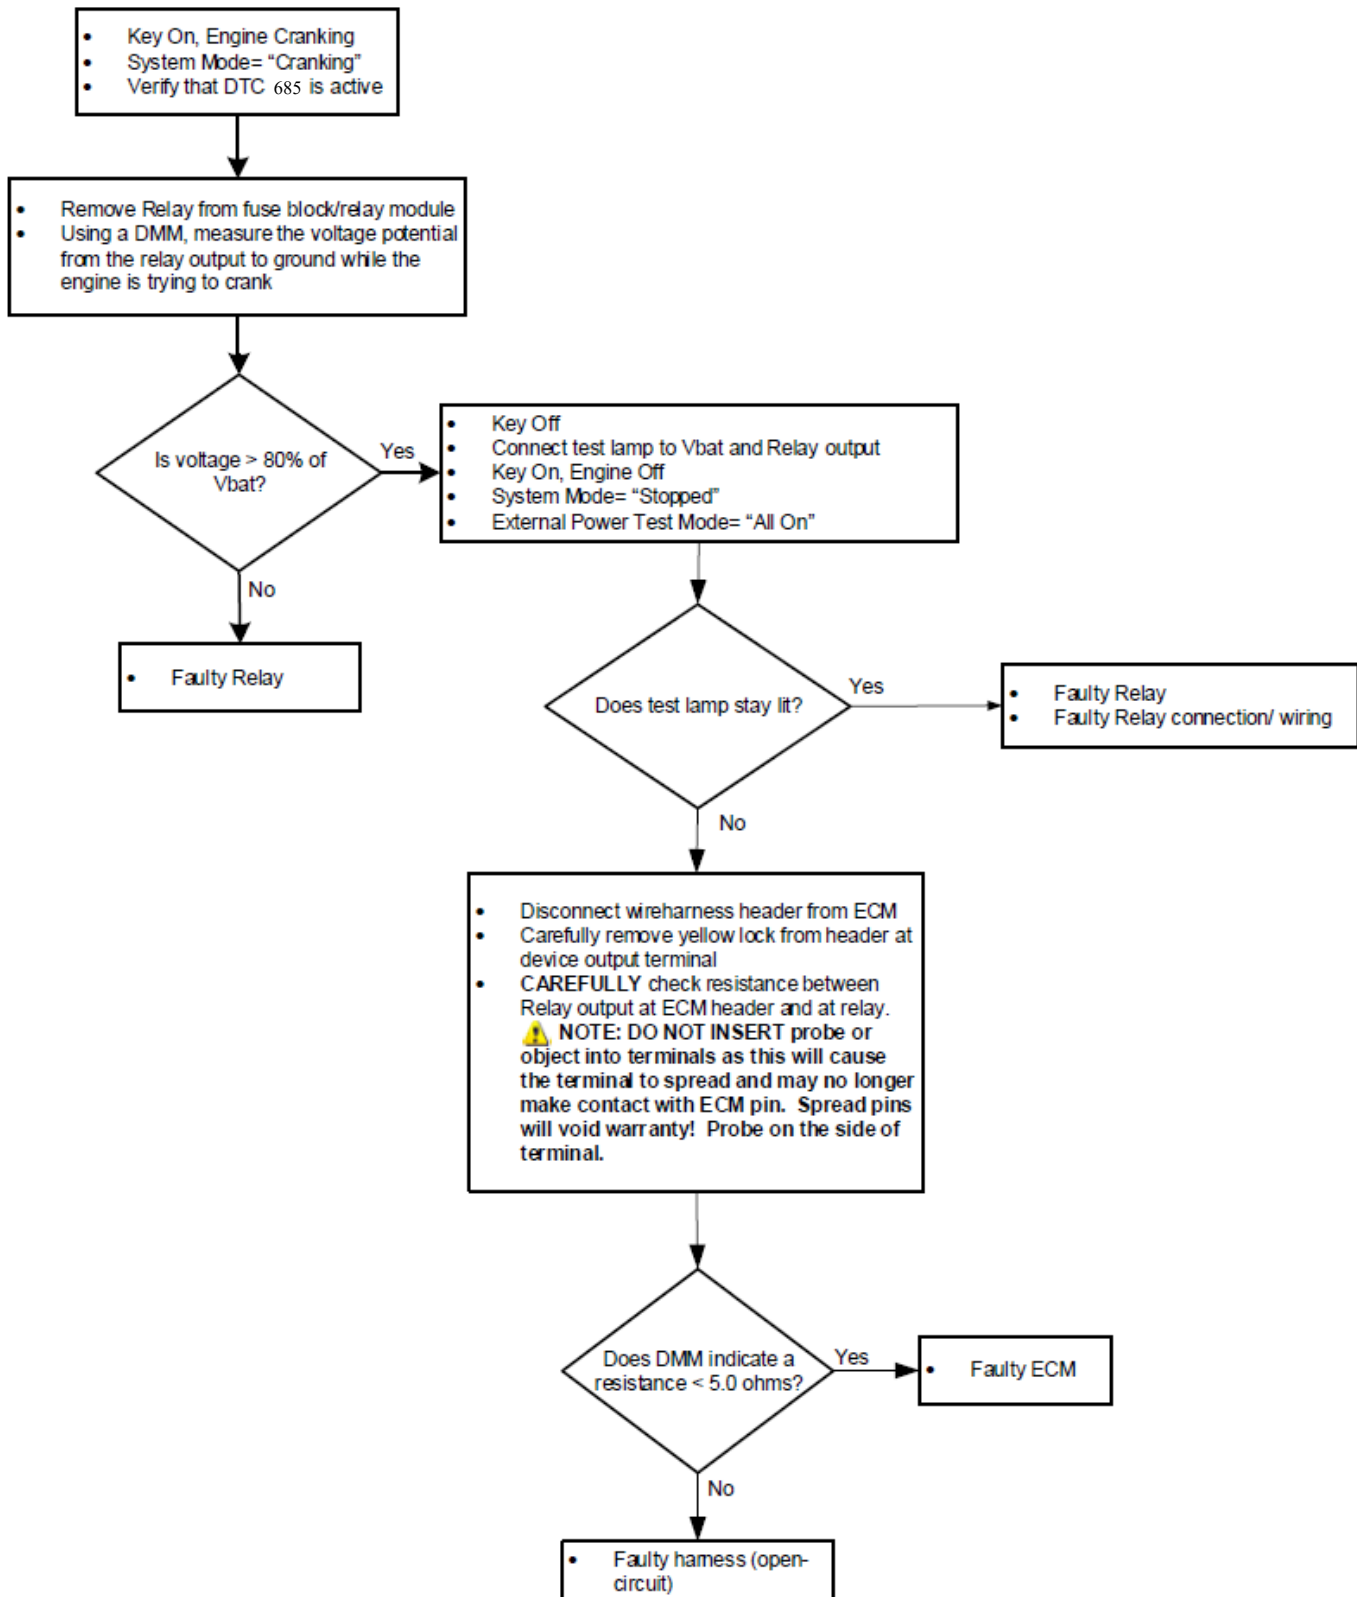 • Key On, Engine Cranking
• System Mode= “Cranking”
• Verify that DTC 685 is active
• Remove Relay from fuse block/relay module
• Using a DMM, measure the voltage potential
from the relay output to ground while the
engine is trying to crank
Is voltage > 80% of
Vbat?
Yes
No
• Faulty Relay
• Key Off
• Connect test lamp to Vbat and Relay output
• Key On, Engine Off
• System Mode= “Stopped”
• External Power Test Mode= “All On”
Does test lamp stay lit?
Yes
• Faulty Relay
• Faulty Relay connection/ wiring
No
• Disconnect wireharness header from ECM
• Carefully remove yellow lock from header at
device output terminal
• CAREFULLY check resistance between
Relay output at ECM header and at relay.
NOTE: DO NOT INSERT probe or
object into terminals as this will cause
the terminal to spread and may no longer
make contact with ECM pin. Spread pins
will void warranty! Probe on the side of
terminal.
Does DMM indicate a
resistance < 5.0 ohms?
Yes
• Faulty ECM
No
• Faulty harness (open-
circuit)